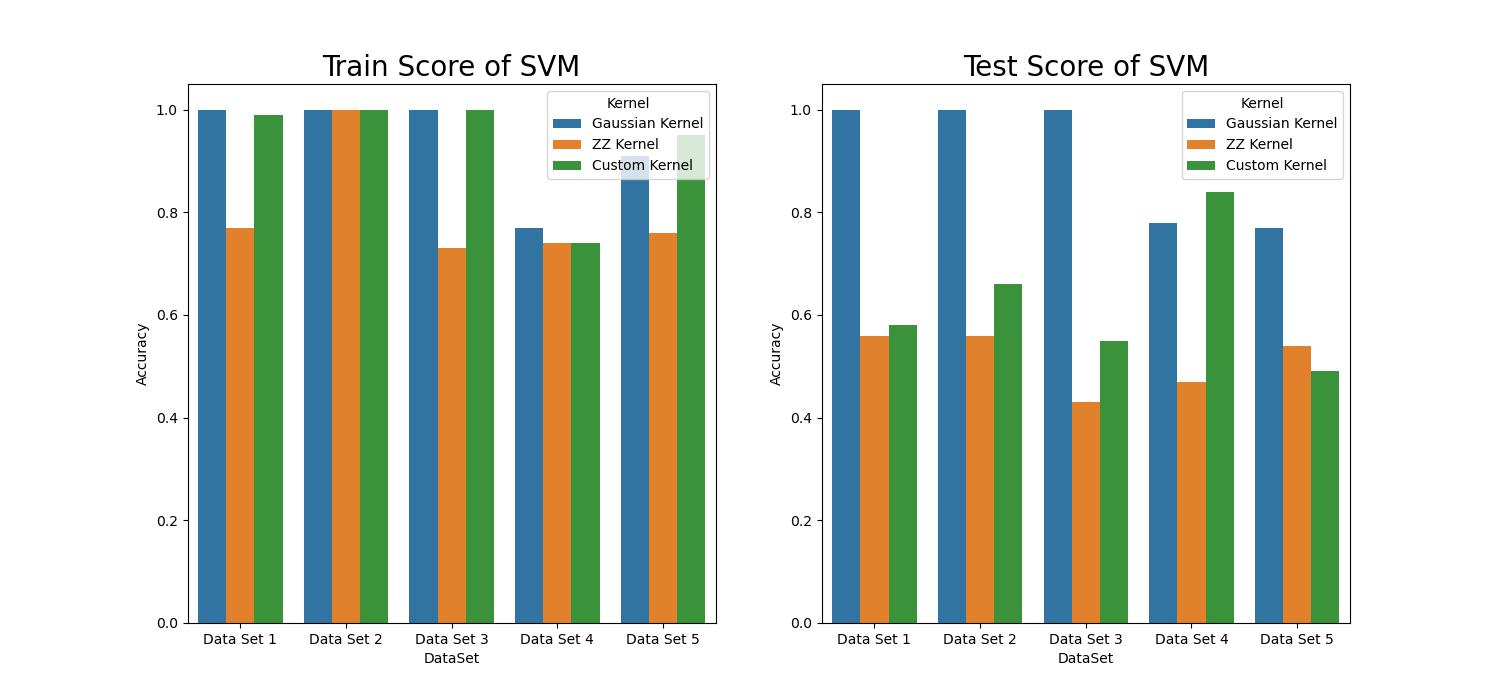 Train Score of SVM
Kernel
Gaussian Kernel
ZZ Kernel
Custom Kernel
1.0
0.8
0.6
0.4
0.2
0.0
Accuracy
Data Set 1
Data Set 2
Data Set 3
Data Set 4
Data Set 5
DataSet
Test Score of SVM
Kernel
Gaussian Kernel
ZZ Kernel
Custom Kernel
1.0
0.8
0.6
0.4
0.2
0.0
Accuracy
Data Set 1
Data Set 2
Data Set 3
Data Set 4
Data Set 5
DataSet